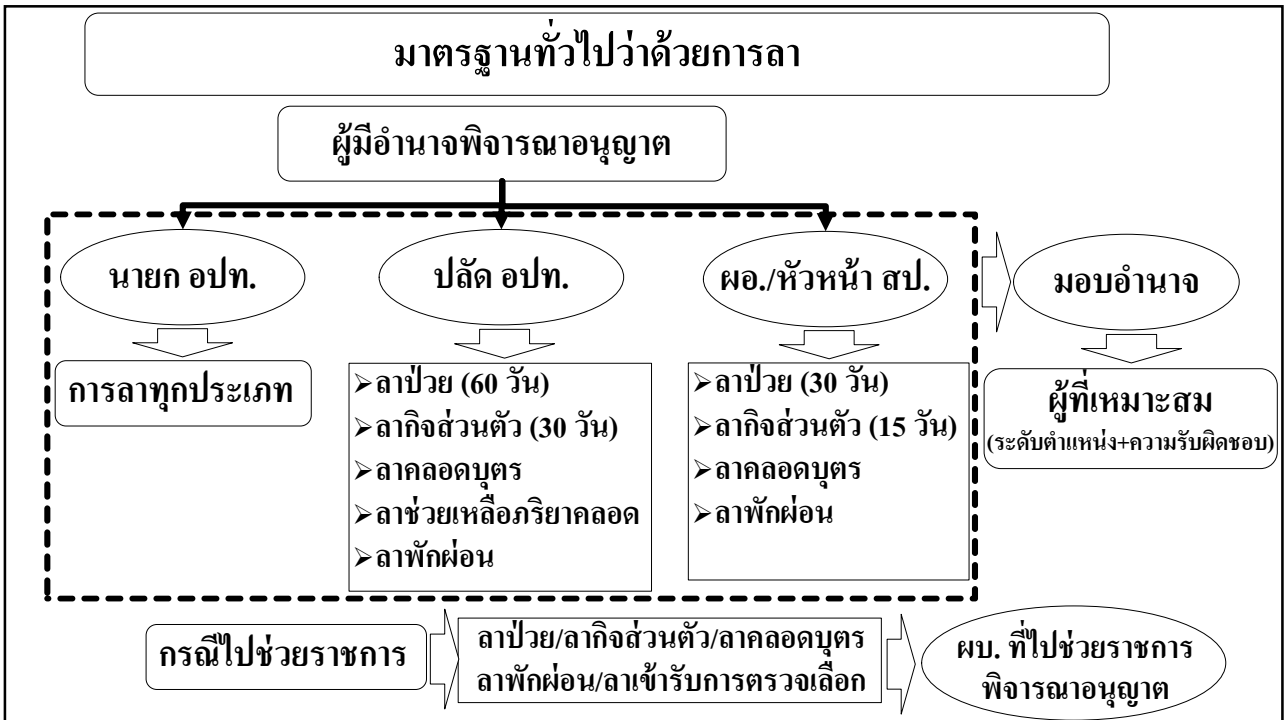 มาตรฐานทั่วไปว่าด้วยการลา
ผู้มีอำนาจพิจารณาอนุญาต
นายก อปท.
การลาทุกประเภท
ปลัด อปท.
➢ลาป่วย (60 วัน)
➢ลากิจส่วนตัว (30 วัน)
➢ลาคลอดบุตร
➢ลาช่วยเหลือภริยาคลอด
➢ลาพักผ่อน
ผอ./หัวหน้า สป.
➢ลาป่วย (30 วัน)
➢ลากิจส่วนตัว (15 วัน)
➢ลาคลอดบุตร
➢ลาพักผ่อน
มอบอำนาจ
ผู้ที่เหมาะสม
(ระดับตำแหน่ง+ความรับผิดชอบ)
กรณีไปช่วยราชการ
ลาป่วย/ลากิจส่วนตัว/ลาคลอดบุตร
ลาพักผ่อน/ลาเข้ารับการตรวจเลือก
ผบ. ที่ไปช่วยราชการ
พิจารณาอนุญาต